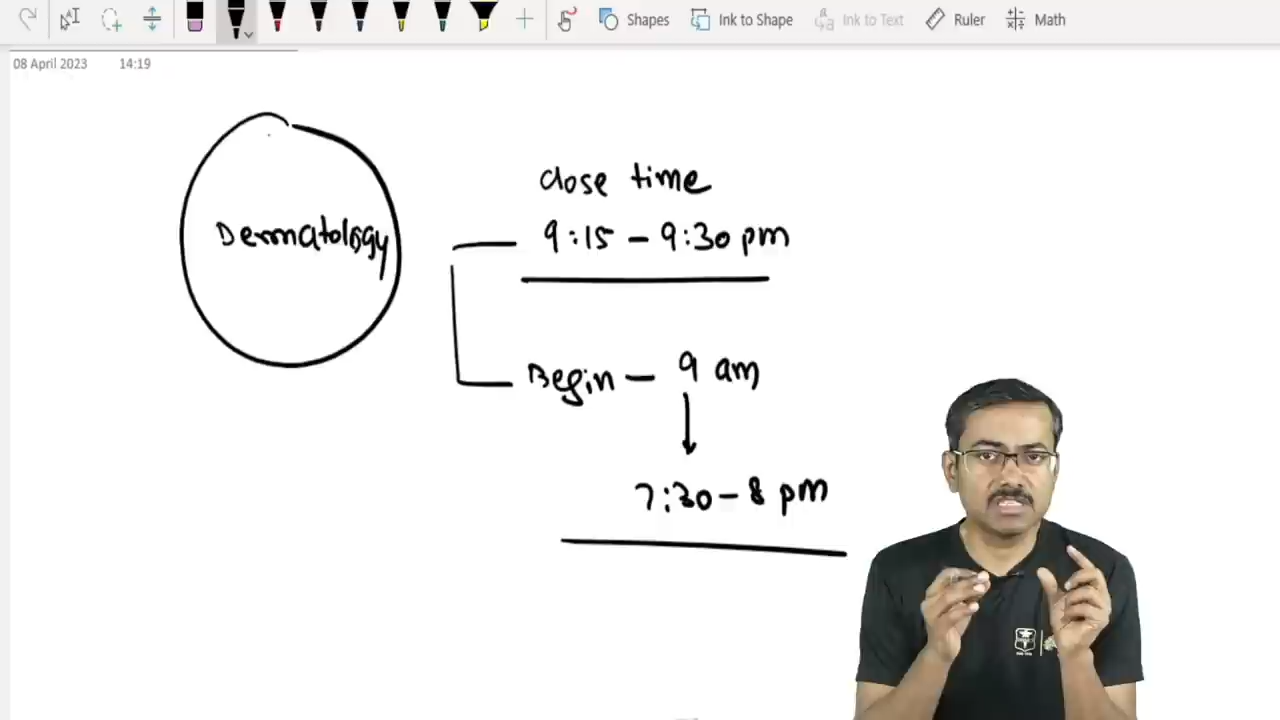 Shapes
Ink to Shape
Ink to Text
Ruler
Math
08 April 2023 14:19
Dermatology
close time
9:15 - 9:30 pm
Begin - 9 am
7:30 - 8 pm